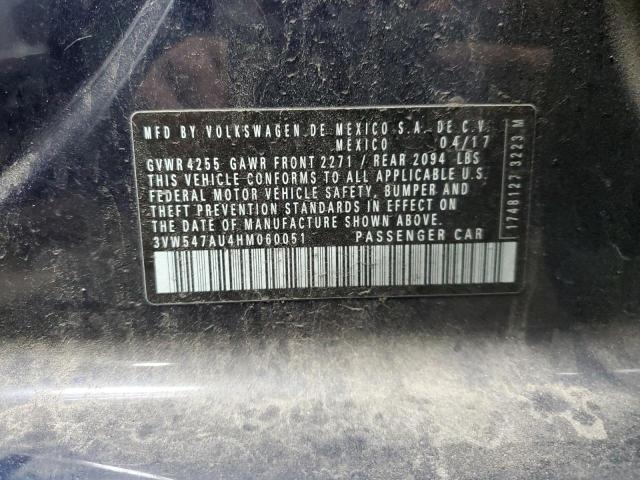 MFD BY VOLKSWAGEN DE MEXICO S.A. DE C.V.
MEXICO 04/17
GVWR 4255 GAWR FRONT 2271 / REAR 2094 LBS
THIS VEHICLE CONFORMS TO ALL APPLICABLE U.S.
FEDERAL MOTOR VEHICLE SAFETY, BUMPER AND
THEFT PREVENTION STANDARDS IN EFFECT ON
THE DATE OF MANUFACTURE SHOWN ABOVE
3VW547AU4HM060051 PASSENGER CAR
1748127 3223 M